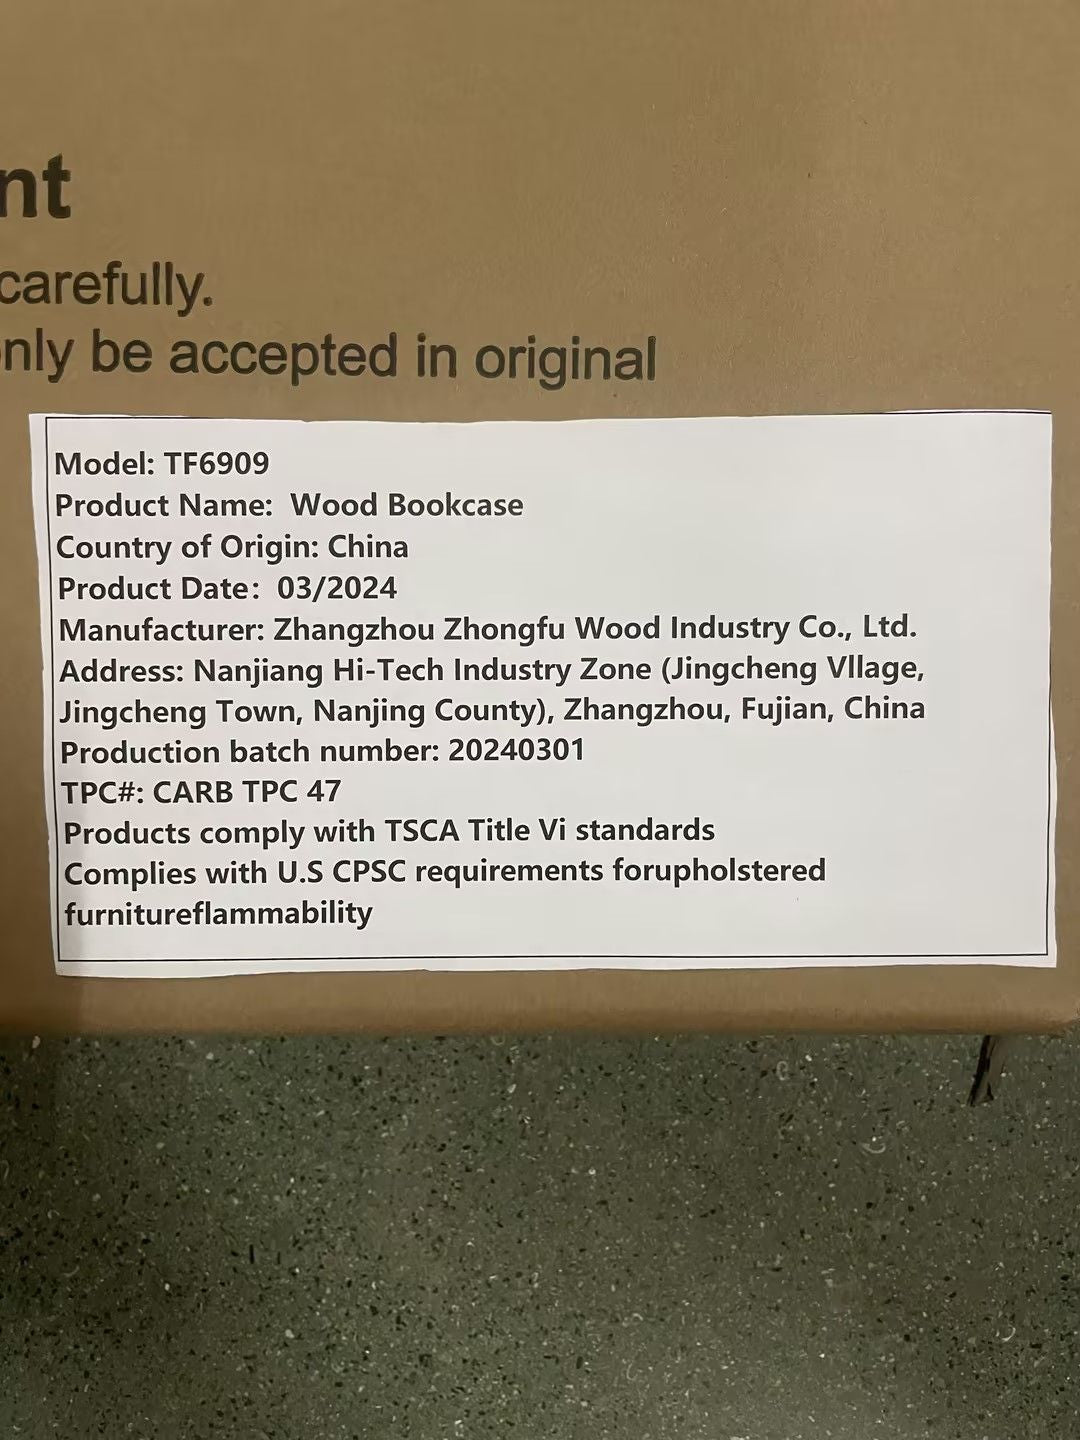 nt
carefully.
only be accepted in original
Model: TF6909
Product Name:  Wood Bookcase
Country of Origin: China
Product Date:  03/2024
Manufacturer: Zhangzhou Zhongfu Wood Industry Co., Ltd.
Address: Nanjiang Hi-Tech Industry Zone (Jingcheng Vllage,
Jingcheng Town, Nanjing County), Zhangzhou, Fujian, China
Production batch number: 20240301
TPC#: CARB TPC 47
Products comply with TSCA Title Vi standards
Complies with U.S CPSC requirements forupholstered
furnitureflammability